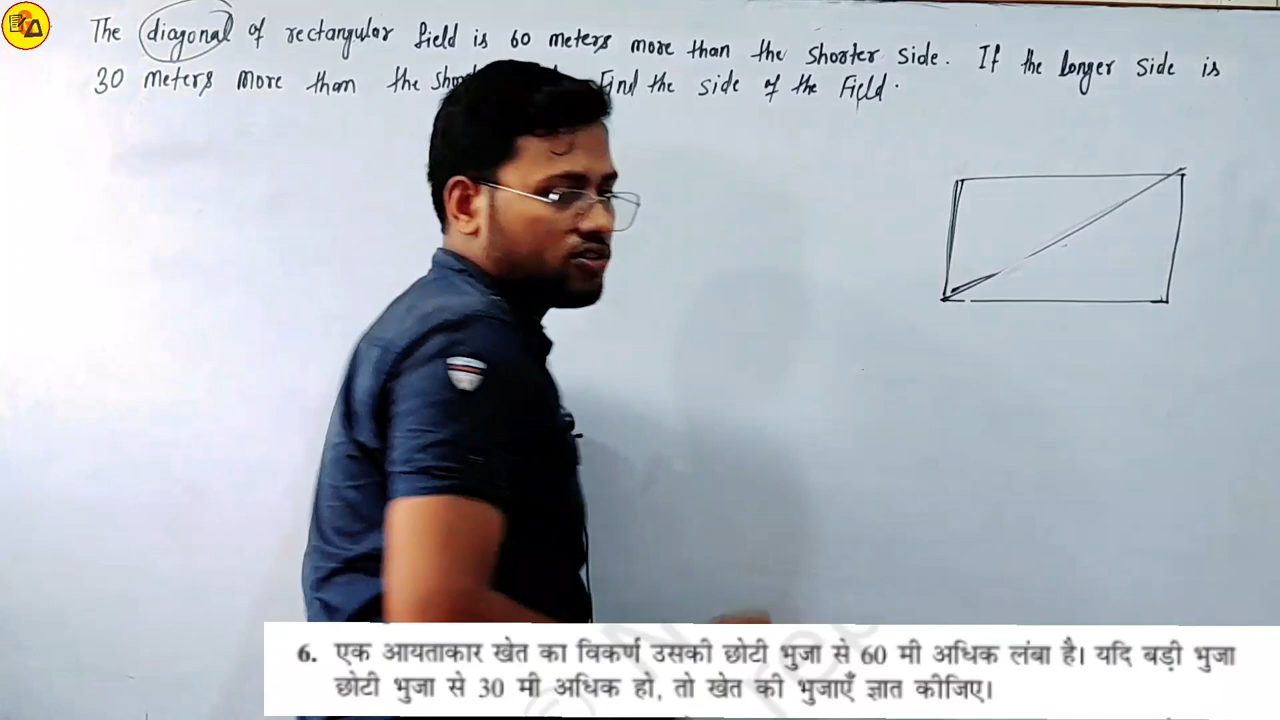 The diagonal of rectangular field is 60 meters more than the shorter side. If the longer side is
30 meters more than the Find the side of the Field.
6. एक आयताकार खेत का विकर्ण उसकी छोटी भुजा से 60 मी अधिक लंबा है। यदि बड़ी भुजा
छोटी भुजा से 30 मी अधिक हो, तो खेत की भुजाएँ ज्ञात कीजिए।